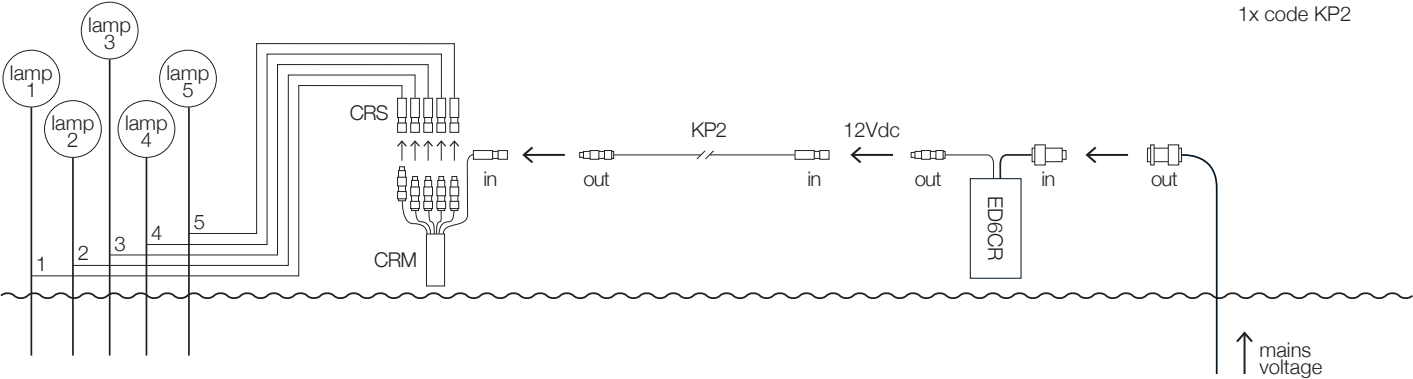 1x code KP2
lamp
3
lamp
1
lamp
5
lamp
2
lamp
4
CRS
KP2
12Vdc
in
out
in
out
in
out
ED6CR
5
4
3
2
1
CRM
mains
voltage